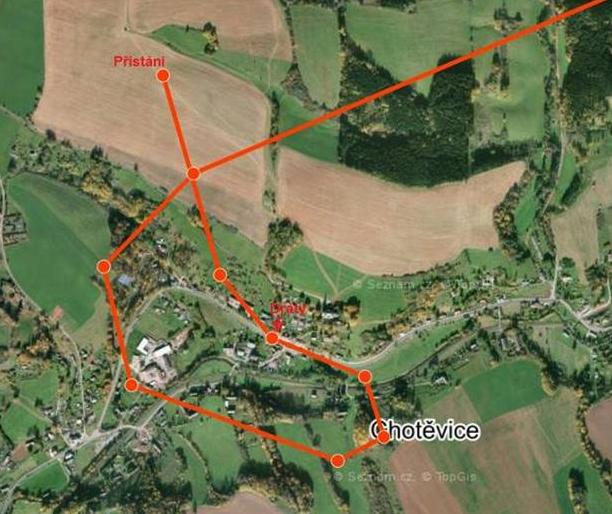 Přistání
© Seznam.cz, © TopGis
Dráty
Chotěvice
© Seznam.cz, © TopGis